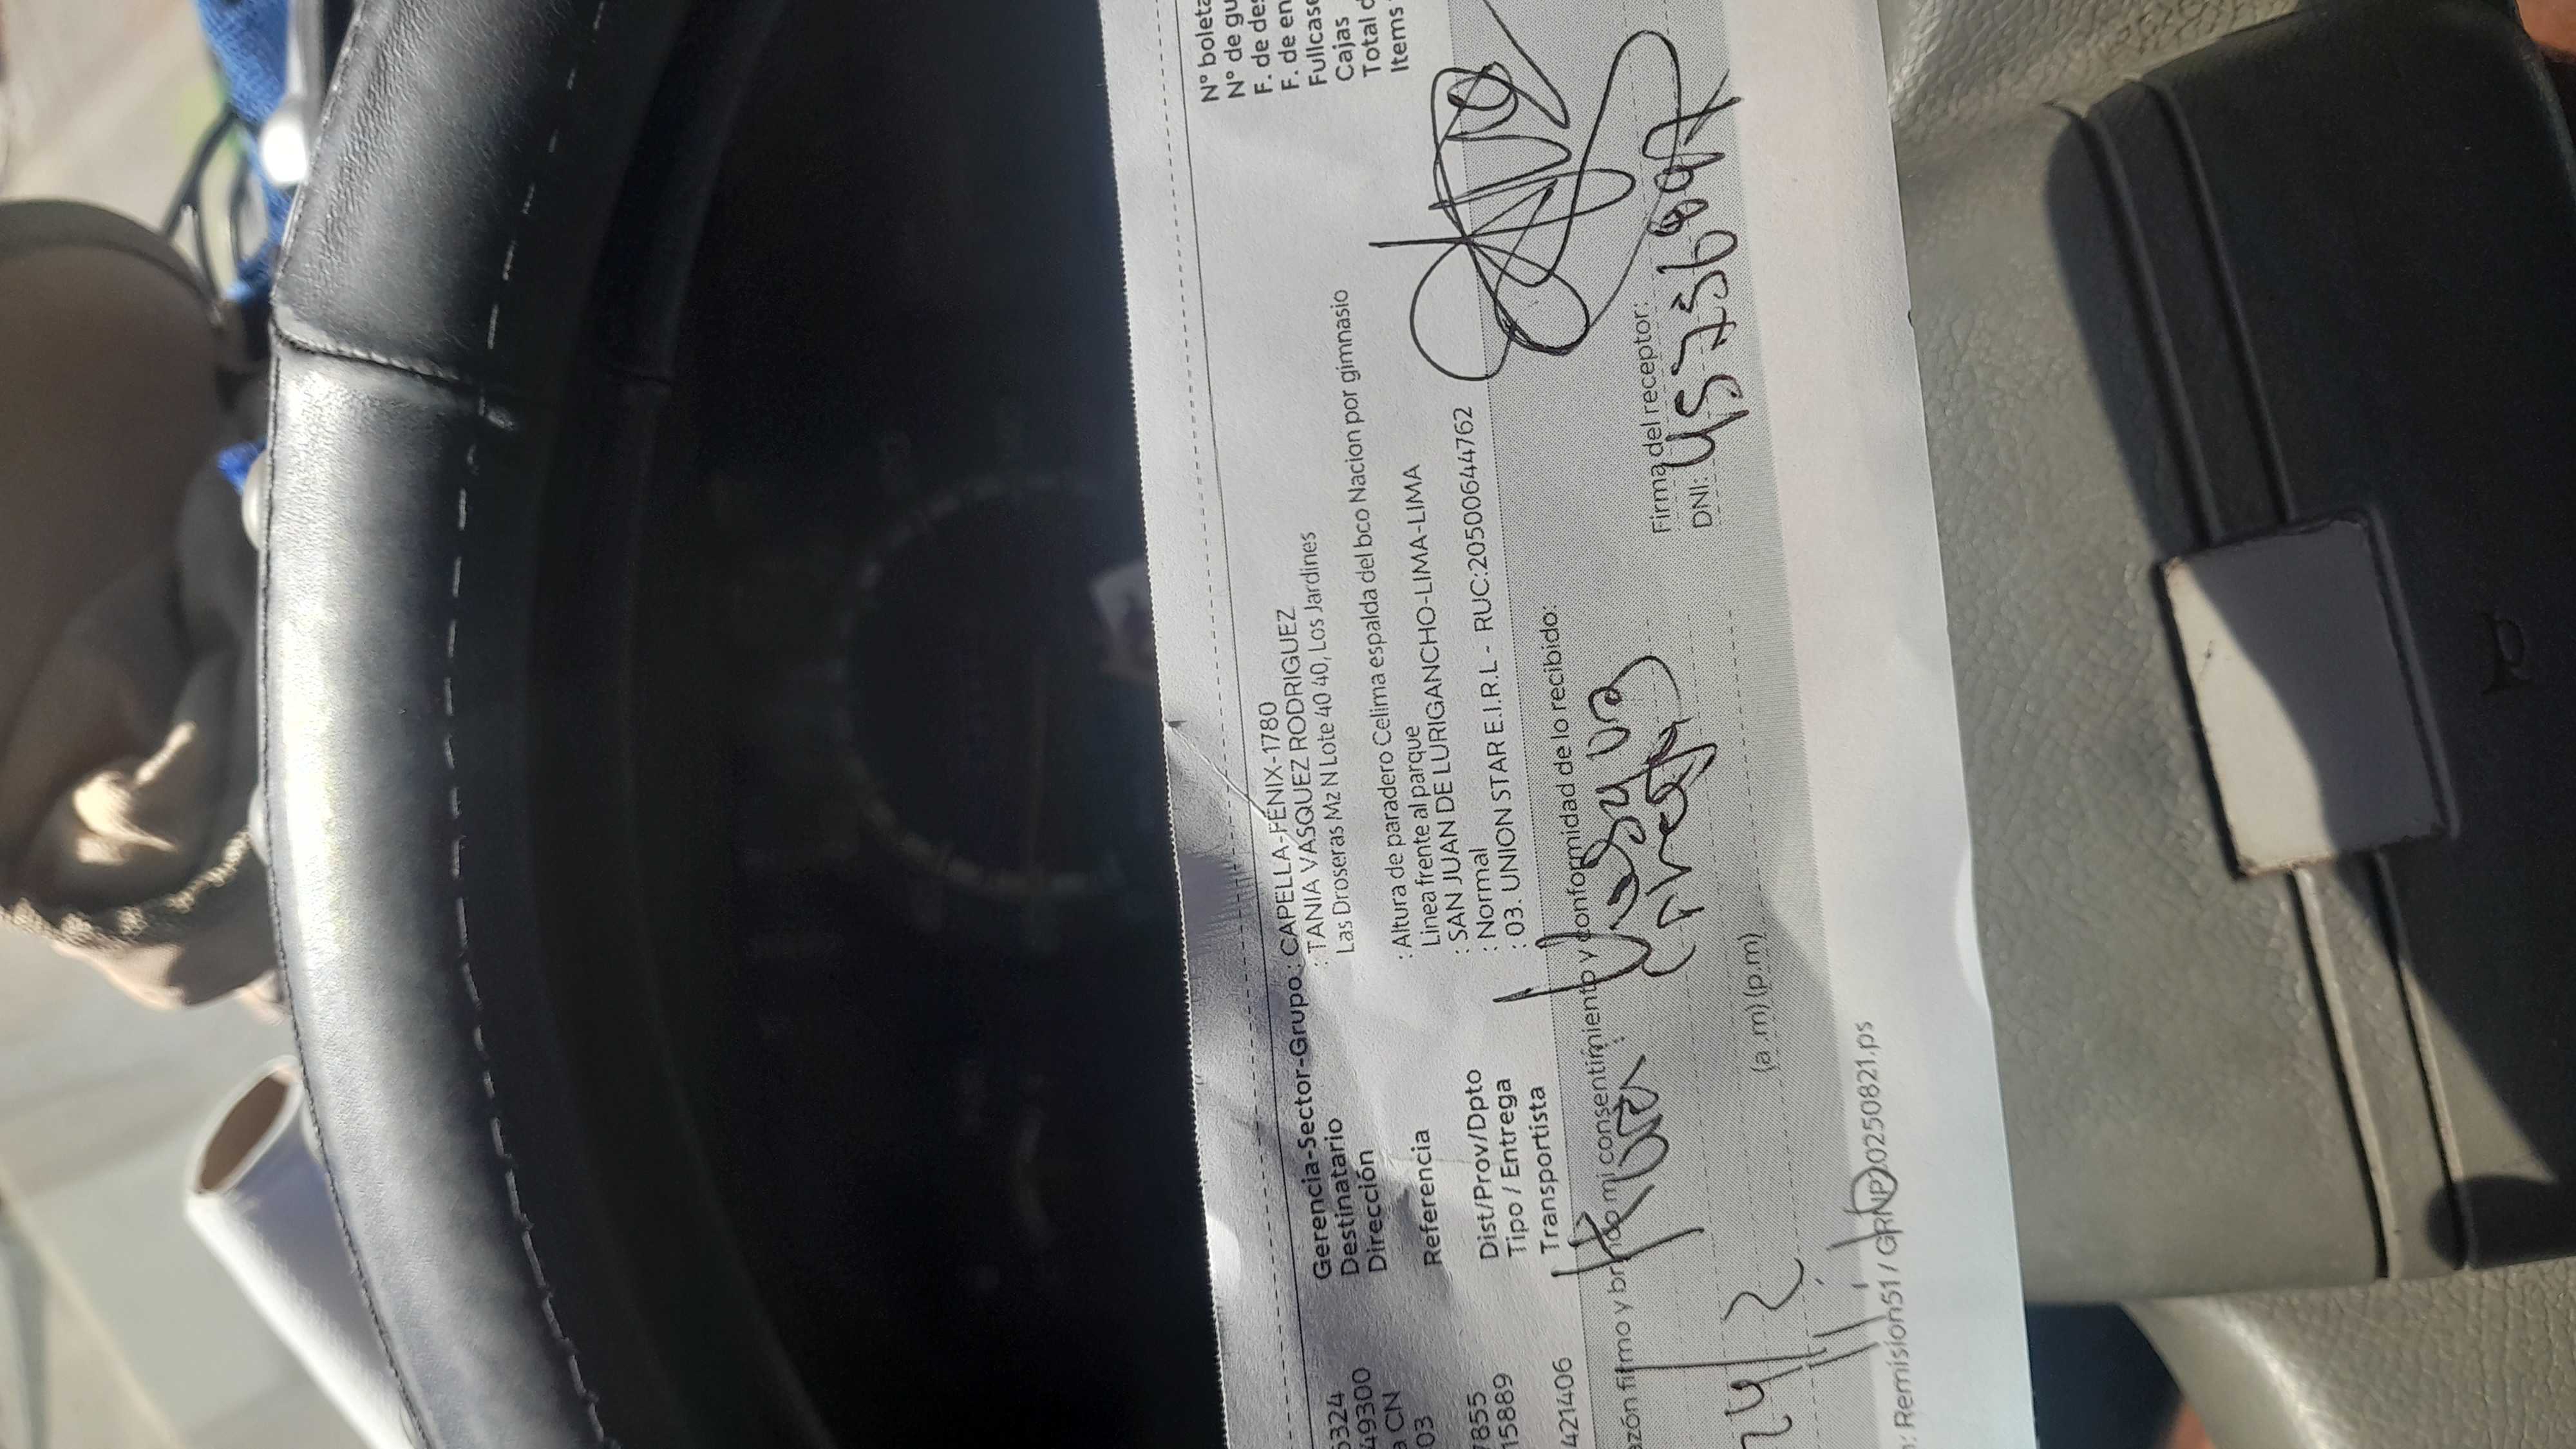 5324
49300
a CN
03
7855
15889
421406
Gerencia-Sector-Grupo : CAPELLA-FENIX-1780
Destinatario : TANIA VASQUEZ RODRIGUEZ
Dirección Las Droseras Mz N Lote 40 40, Los Jardines
Referencia : Altura de paradero Celima espalda del bco Nacion por gimnasio
Linea frente al parque
Dist/Prov/Dpto : SAN JUAN DE LURIGANCHO-LIMA-LIMA
Tipo / Entrega : Normal
Transportista : 03. UNION STAR E.I.R.L - RUC:20500644762
Nº boleta
Nº de gu
F. de des
F. de en
Fullcase
Cajas
Total d
Items
azón firmo y brindo mi consentimiento y conformidad de lo recibido:
Firma del receptor:
DNI:
(a .m) (p.m)
: Remision51 / GRNP20250821.ps